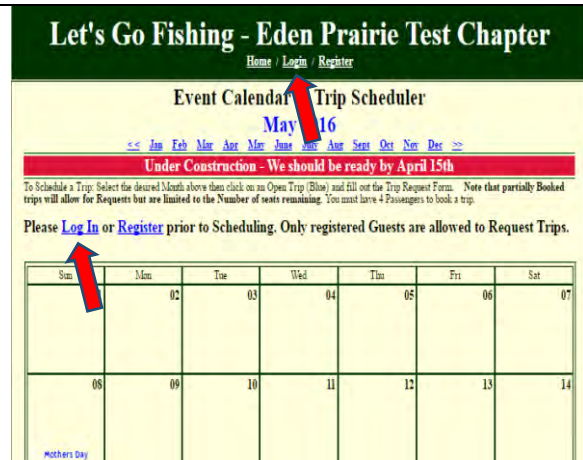 Let's Go Fishing - Eden Prairie Test Chapter
Home / Login / Register
Event Calendar Trip Scheduler
May 16
<< Jan Feb Mar Apr May June July Aug Sept Oct Nov Dec >>
Under Construction - We should be ready by April 15th
To Schedule a Trip: Select the desired Month above then click on an Open Trip (Blue) and fill out the Trip Request Form. Note that partially Booked
trips will allow for Requests but are limited to the Number of seats remaining. You must have 4 Passengers to book a trip.
Please Log In or Register prior to Scheduling. Only registered Guests are allowed to Request Trips.
Sun Mon Tue Wed Thu Fri Sat
02 03 04 05 06 07
08 09 10 11 12 13 14
Mothers Day